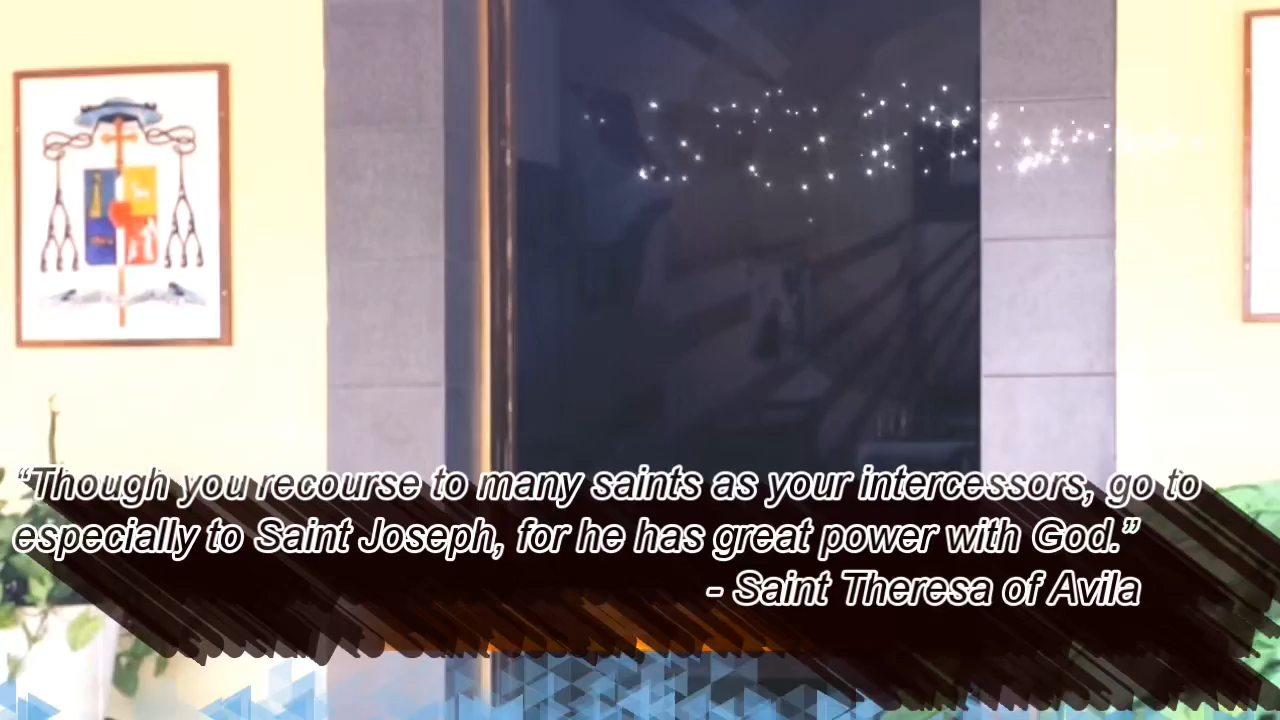 “Though you recourse to many saints as your intercessors, go to
especially to Saint Joseph, for he has great power with God.”
- Saint Theresa of Avila